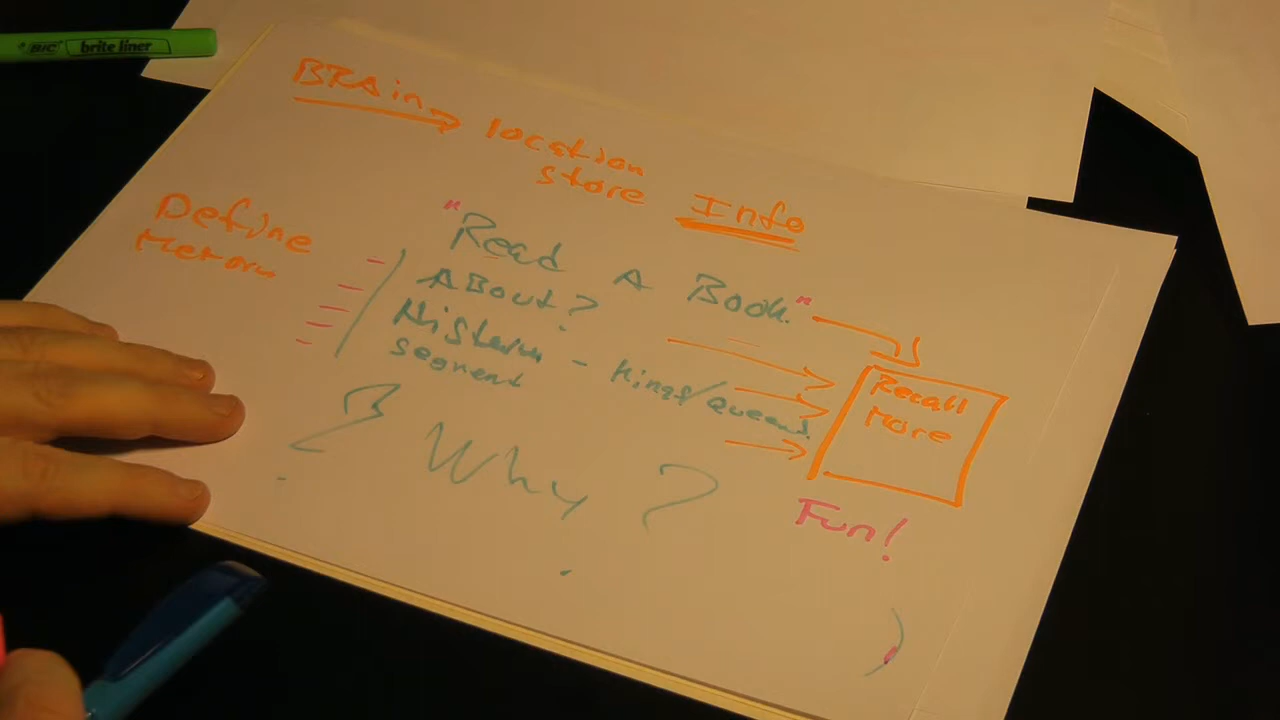 BIC brite liner
BRAin → location
store Info
Define
Memory
"Read A Book"
ABout?
History - Kings/Queens
segment
Recall
More
? Why ?
Fun!